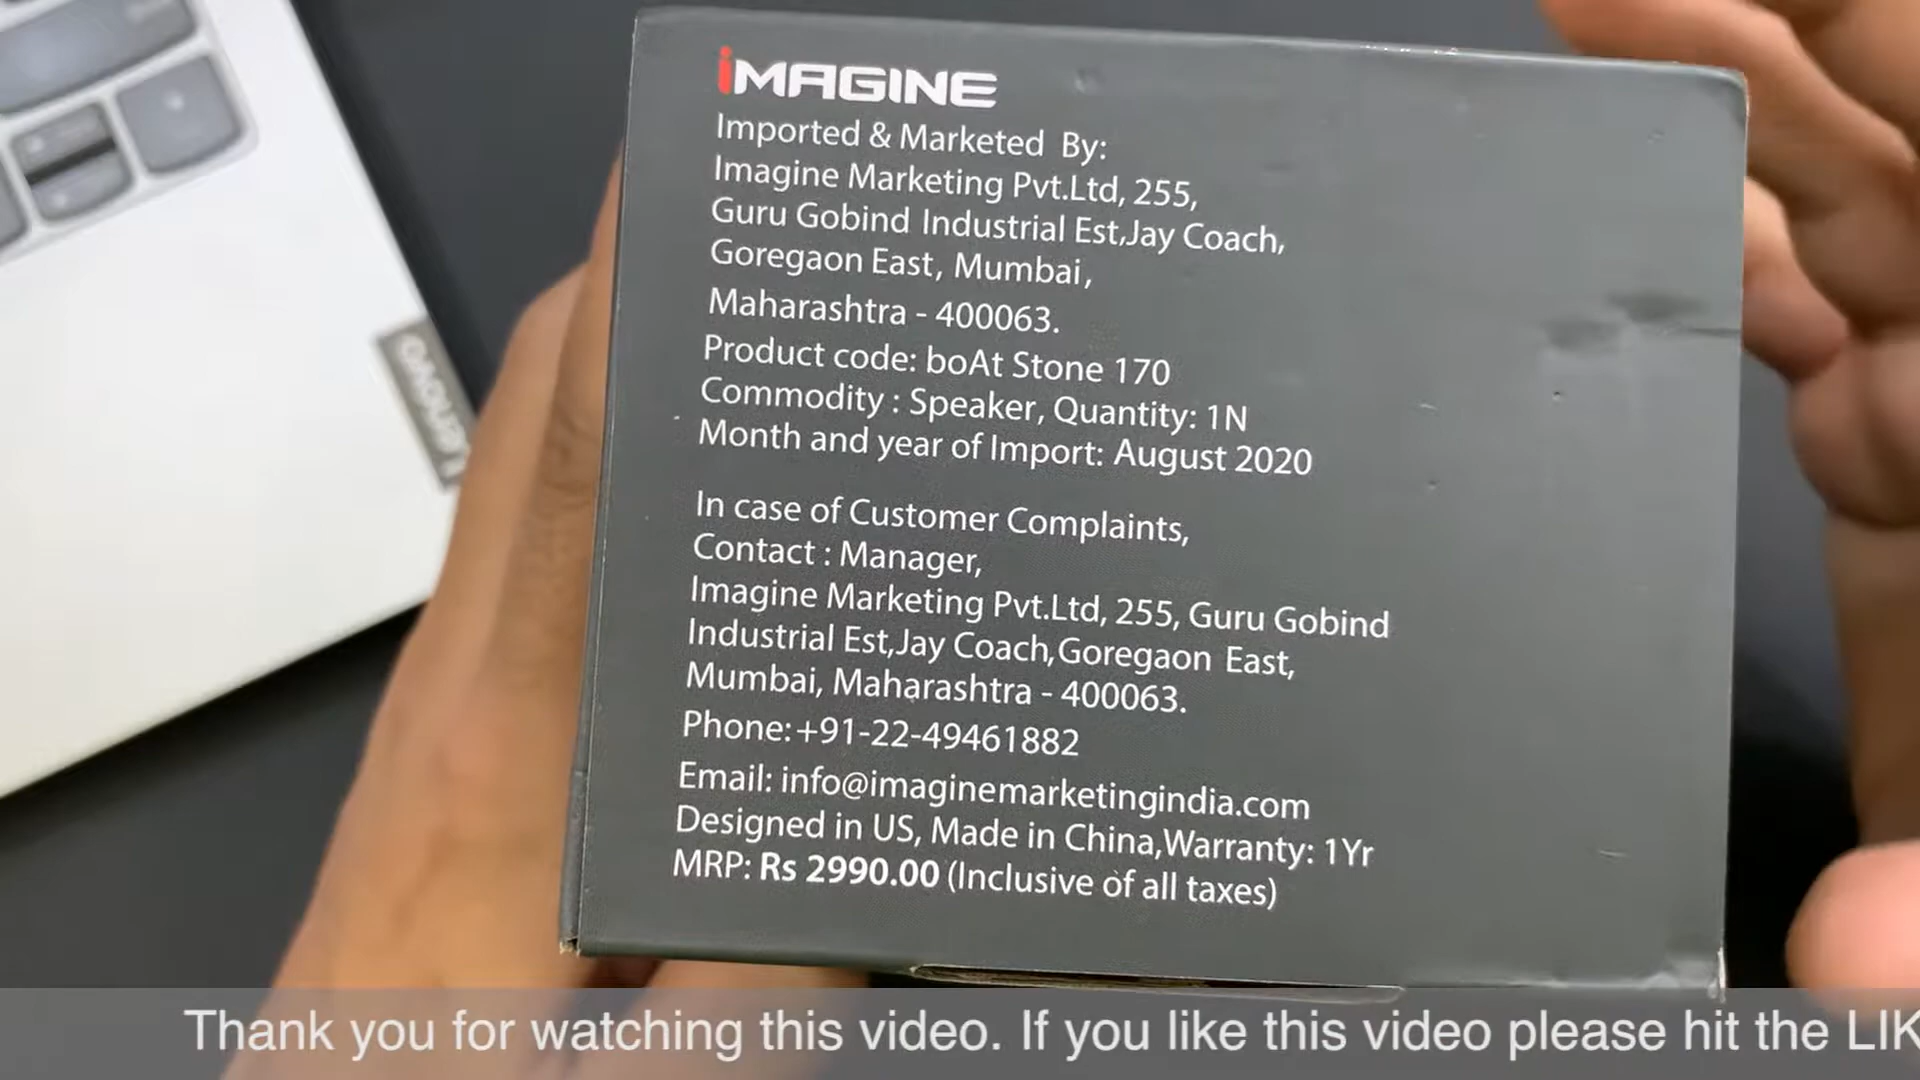 iMAGINE
Imported & Marketed By:
Imagine Marketing Pvt.Ltd, 255,
Guru Gobind Industrial Est,Jay Coach,
Goregaon East, Mumbai,
Maharashtra - 400063.
Product code: boAt Stone 170
Commodity : Speaker, Quantity: 1N
Month and year of Import: August 2020
In case of Customer Complaints,
Contact : Manager,
Imagine Marketing Pvt.Ltd, 255, Guru Gobind
Industrial Est,Jay Coach,Goregaon East,
Mumbai, Maharashtra - 400063.
Phone:+91-22-49461882
Email: info@imaginemarketingindia.com
Designed in US, Made in China,Warranty: 1Yr
MRP: Rs 2990.00 (Inclusive of all taxes)
Lenovo
Thank you for watching this video. If you like this video please hit the LIK